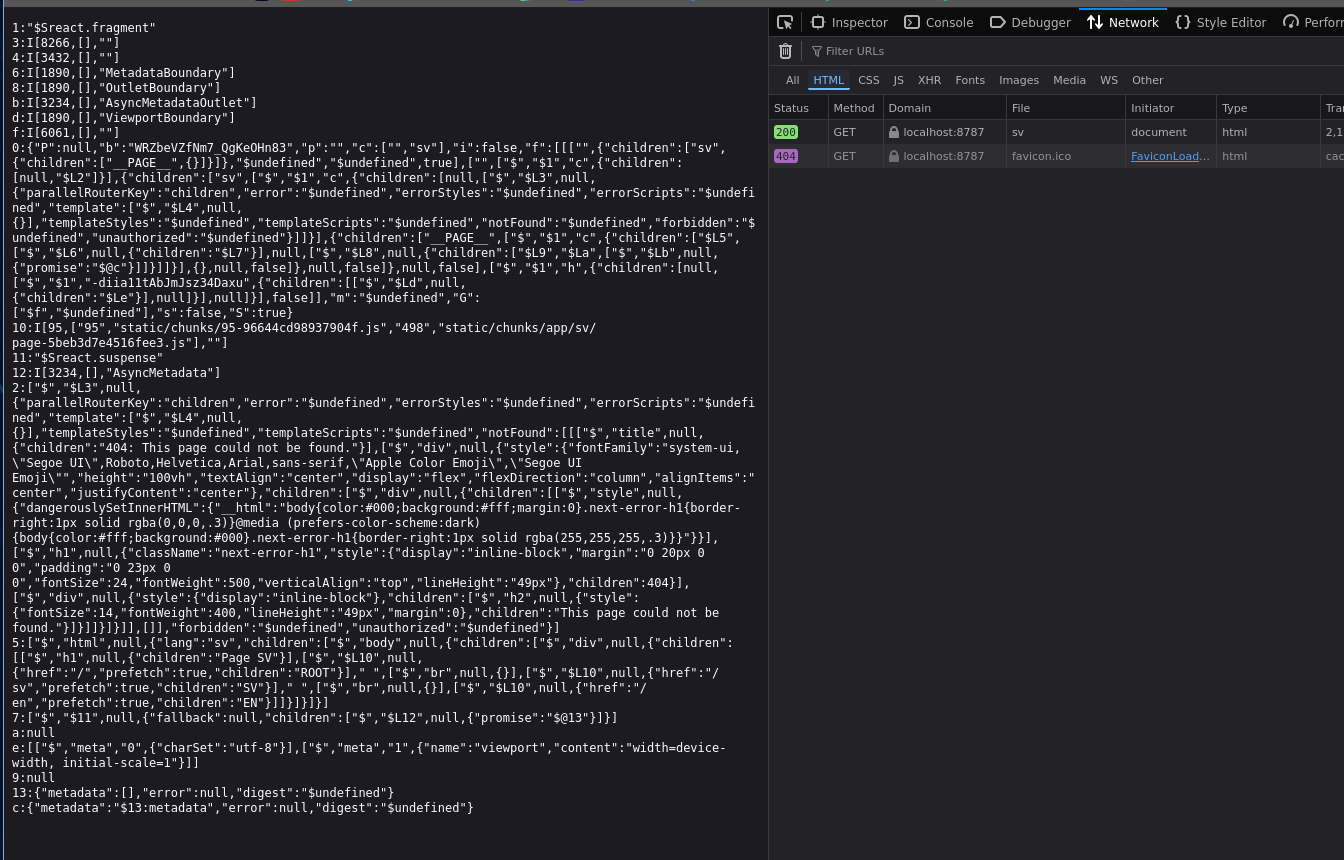 1:"$Sreact.fragment"
3:I[8266,[],""]
4:I[3432,[],""]
6:I[1890,[],"MetadataBoundary"]
8:I[1890,[],"OutletBoundary"]
b:I[3234,[],"AsyncMetadataOutlet"]
d:I[1890,[],"ViewportBoundary"]
f:I[6061,[],""]
0:{"P":null,"b":"WRZbeVZfNm7_QgKeOHn83","p":"","c":["","sv"],"i":false,"f":[[["",{"children":["sv",
{"children":["__PAGE__",{}]}]},"$undefined","$undefined",true],["",["$","$1","c",{"children":
[null,"$L2"]}],{"children":["sv",["$","$1","c",{"children":[null,["$","$L3",null,
{"parallelRouterKey":"children","error":"$undefined","errorStyles":"$undefined","errorScripts":"$undefi
ned","template":["$","$L4",null,
{}],"templateStyles":"$undefined","templateScripts":"$undefined","notFound":"$undefined","forbidden":"$
undefined","unauthorized":"$undefined"}]]}],{"children":["__PAGE__",["$","$1","c",{"children":["$L5",
["$","$L6",null,{"children":"$L7"}],null,["$","$L8",null,{"children":["$L9","$La",["$","$Lb",null,
{"promise":"$@c"}]]}]]}],{},null,false]},null,false]},null,false],["$","$1","h",{"children":[null,
["$","$1","-diia11tAbJmJsz34Daxu",{"children":[["$","$Ld",null,
{"children":"$Le"}],null]}],null]}],false]],"m":"$undefined","G":
["$f","$undefined"],"s":false,"S":true}
10:I[95,["95","static/chunks/95-96644cd98937904f.js","498","static/chunks/app/sv/
page-5beb3d7e4516fee3.js"],""]
11:"$Sreact.suspense"
12:I[3234,[],"AsyncMetadata"]
2:["$","$L3",null,
{"parallelRouterKey":"children","error":"$undefined","errorStyles":"$undefined","errorScripts":"$undefi
ned","template":["$","$L4",null,
{}],"templateStyles":"$undefined","templateScripts":"$undefined","notFound":[[["$","title",null,
{"children":"404: This page could not be found."}],["$","div",null,{"style":{"fontFamily":"system-ui,
\"Segoe UI\",Roboto,Helvetica,Arial,sans-serif,\"Apple Color Emoji\",\"Segoe UI
Emoji\"","height":"100vh","textAlign":"center","display":"flex","flexDirection":"column","alignItems":"
center","justifyContent":"center"},"children":["$","div",null,{"children":[["$","style",null,
{"dangerouslySetInnerHTML":{"__html":"body{color:#000;background:#fff;margin:0}.next-error-h1{border-
right:1px solid rgba(0,0,0,.3)}@media (prefers-color-scheme:dark)
{body{color:#fff;background:#000}.next-error-h1{border-right:1px solid rgba(255,255,255,.3)}}"}}],
["$","h1",null,{"className":"next-error-h1","style":{"display":"inline-block","margin":"0 20px 0
0","padding":"0 23px 0
0","fontSize":24,"fontWeight":500,"verticalAlign":"top","lineHeight":"49px"},"children":404}],
["$","div",null,{"style":{"display":"inline-block"},"children":["$","h2",null,{"style":
{"fontSize":14,"fontWeight":400,"lineHeight":"49px","margin":0},"children":"This page could not be
found."}]}]]}]}]],[]],"forbidden":"$undefined","unauthorized":"$undefined"}]
5:["$","html",null,{"lang":"sv","children":["$","body",null,{"children":["$","div",null,{"children":
[["$","h1",null,{"children":"Page SV"}],["$","$L10",null,
{"href":"/","prefetch":true,"children":"ROOT"}]," ",["$","br",null,{}],["$","$L10",null,{"href":"/
sv","prefetch":true,"children":"SV"}]," ",["$","br",null,{}],["$","$L10",null,{"href":"/
en","prefetch":true,"children":"EN"}]]}]}]}]
7:["$","$11",null,{"fallback":null,"children":["$","$L12",null,{"promise":"$@13"}]}]
a:null
e:[["$","meta","0",{"charSet":"utf-8"}],["$","meta","1",{"name":"viewport","content":"width=device-
width, initial-scale=1"}]]
9:null
13:{"metadata":[],"error":null,"digest":"$undefined"}
c:{"metadata":"$13:metadata","error":null,"digest":"$undefined"}
Inspector Console Debugger Network Style Editor Perform
Filter URLs
All HTML CSS JS XHR Fonts Images Media WS Other
Status Method Domain File Initiator Type Tran
200 GET localhost:8787 sv document html 2,1
404 GET localhost:8787 favicon.ico FaviconLoad... html cac